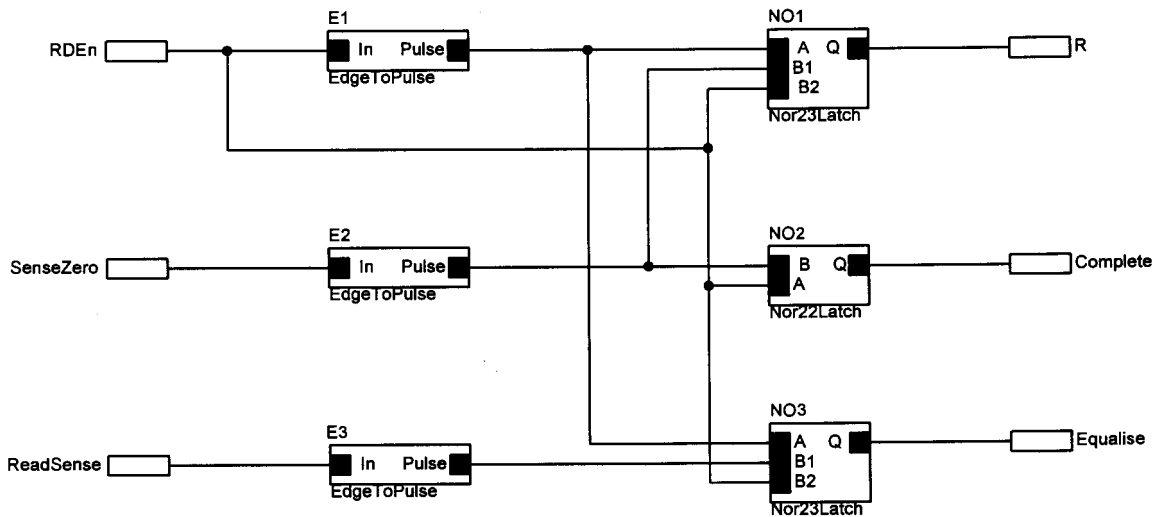 E1
NO1
RDEn
In Pulse
A Q
R
B1
B2
EdgeToPulse
Nor23Latch
E2
NO2
SenseZero
In Pulse
B Q
Complete
A
EdgeToPulse
Nor22Latch
E3
NO3
ReadSense
In Pulse
A Q
Equalise
B1
B2
EdgeToPulse
Nor23Latch